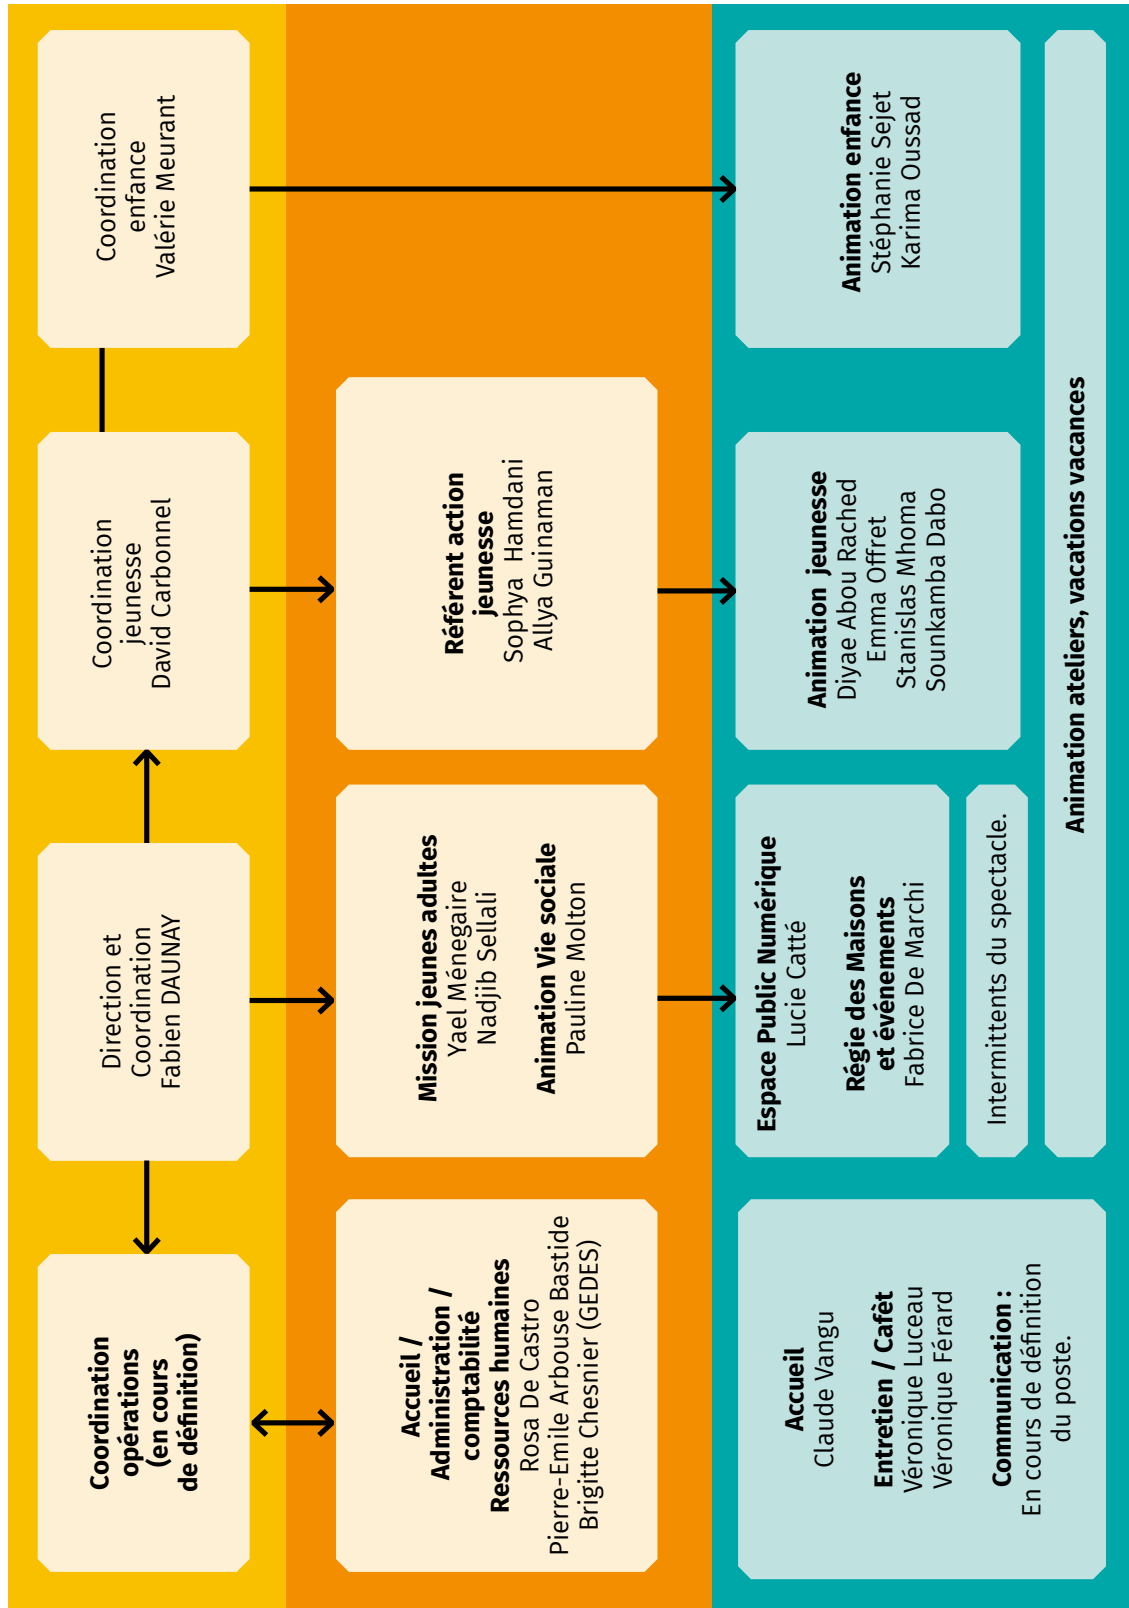 Coordination
opérations
(en cours
de définition)
Direction et
Coordination
Fabien DAUNAY
Coordination
jeunesse
David Carbonnel
Coordination
enfance
Valérie Meurant
Accueil /
Administration /
comptabilité
Ressources humaines
Rosa De Castro
Pierre-Emile Arbouse Bastide
Brigitte Chesnier (GEDES)
Mission jeunes adultes
Yael Ménegaire
Nadjib Sellali
Animation Vie sociale
Pauline Molton
Référent action
jeunesse
Sophya Hamdani
Allya Guinaman
Accueil
Claude Vangu
Entretien / Cafèt
Véronique Luceau
Véronique Férard
Communication :
En cours de définition
du poste.
Espace Public Numérique
Lucie Catté
Régie des Maisons
et événements
Fabrice De Marchi
Intermittents du spectacle.
Animation jeunesse
Diyae Abou Rached
Emma Offret
Stanislas Mhoma
Sounkamba Dabo
Animation enfance
Stéphanie Sejet
Karima Oussad
Animation ateliers, vacations vacances